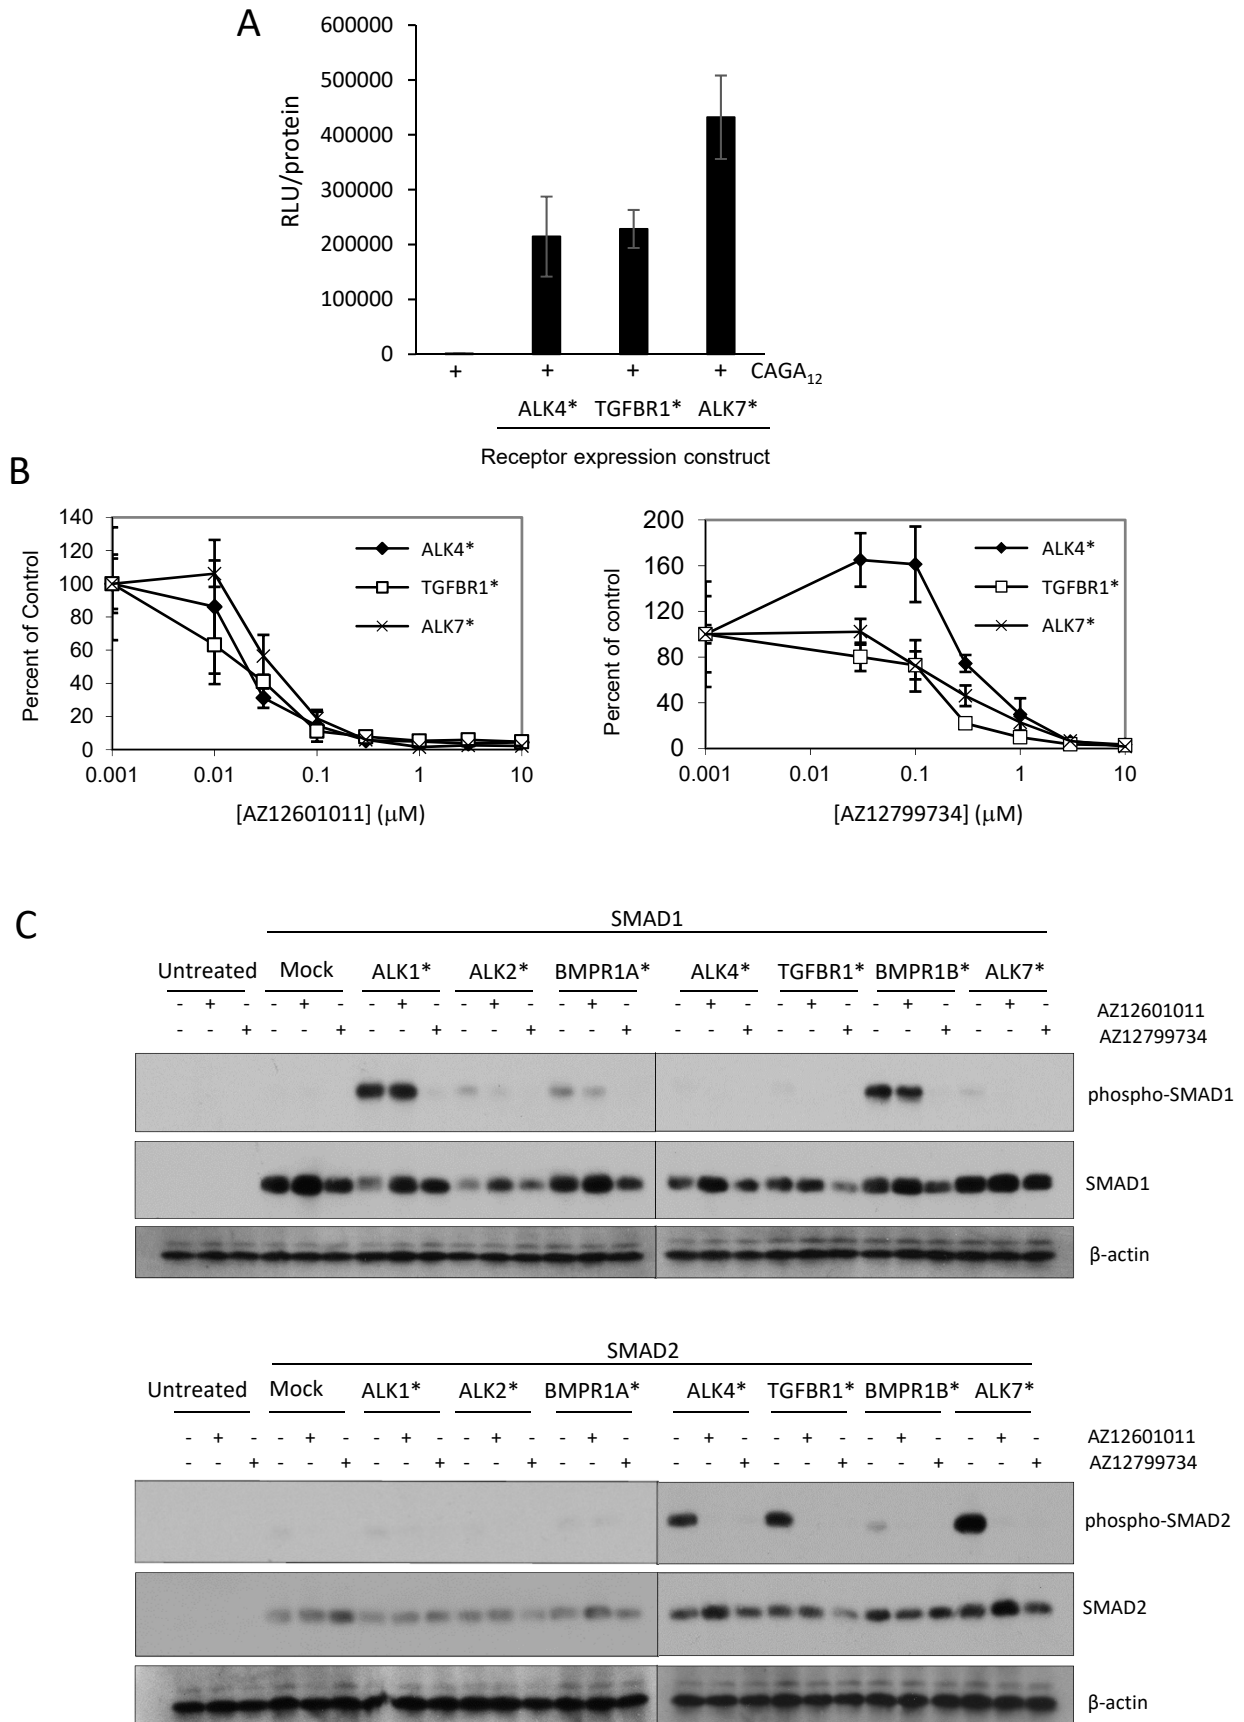 A
600000
500000
400000
300000
200000
100000
0
RLU/protein
+ + + + CAGA12
ALK4* TGFBR1* ALK7*
Receptor expression construct
B
140
120
100
80
60
40
20
0
Percent of Control
ALK4*
TGFBR1*
ALK7*
0.001 0.01 0.1 1 10
[AZ12601011] (μM)
200
160
120
80
40
0
Percent of control
ALK4*
TGFBR1*
ALK7*
0.001 0.1 1 10
[AZ12799734] (μM)
C
SMAD1
Untreated Mock ALK1* ALK2* BMPR1A* ALK4* TGFBR1* BMPR1B* ALK7*
- + - + - + - + - + - + - + - + - + AZ12601011
- - + - - + - - + - - + - - + - - + - - + - - + - - + AZ12799734
phospho-SMAD1
SMAD1
β-actin
SMAD2
Untreated Mock ALK1* ALK2* BMPR1A* ALK4* TGFBR1* BMPR1B* ALK7*
- + - + - + - + - + - + - + - + - + AZ12601011
- - + - - + - - + - - + - - + - - + - - + - - + - - + AZ12799734
phospho-SMAD2
SMAD2
β-actin